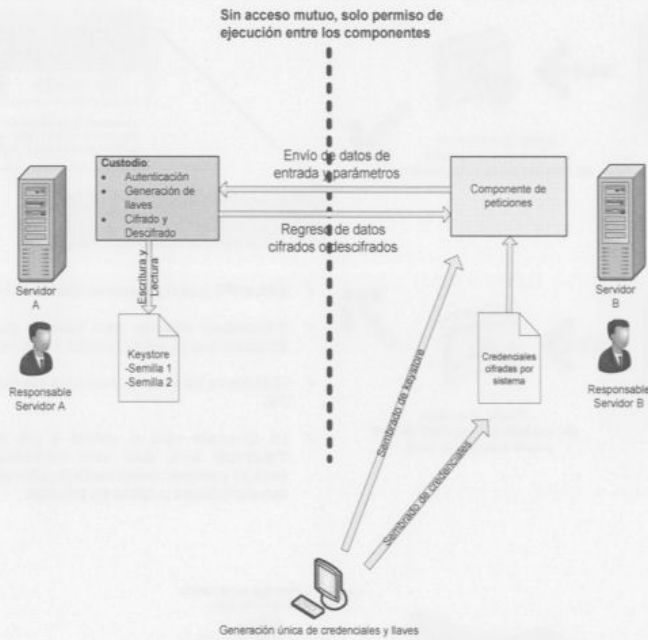 Sin acceso mutuo, solo permiso de
ejecución entre los componentes
Custodio:
• Autenticación
• Generación de
llaves
• Cifrado y
Descifrado
Envío de datos de
entrada y parámetros
Regreso de datos
cifrados o descifrados
Componente de
peticiones
Servidor
A
Responsable
Servidor A
Escritura y
Lectura
Keystore
-Semilla 1
-Semilla 2
Credenciales
cifradas por
sistema
Servidor
B
Responsable
Servidor B
Sembrado de keystore
Sembrado de credenciales
Generación única de credenciales y llaves